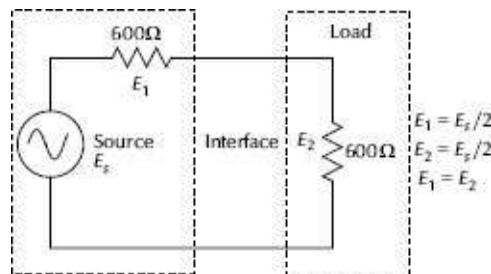 600Ω
E₁
Source
Eₛ
Interface
Load
E₂
600Ω
E₁ = Eₛ/2
E₂ = Eₛ/2
E₁ = E₂